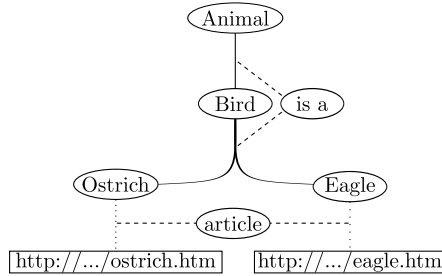 Animal
Bird
is a
Ostrich
Eagle
article
http://.../ostrich.htm
http://.../eagle.htm